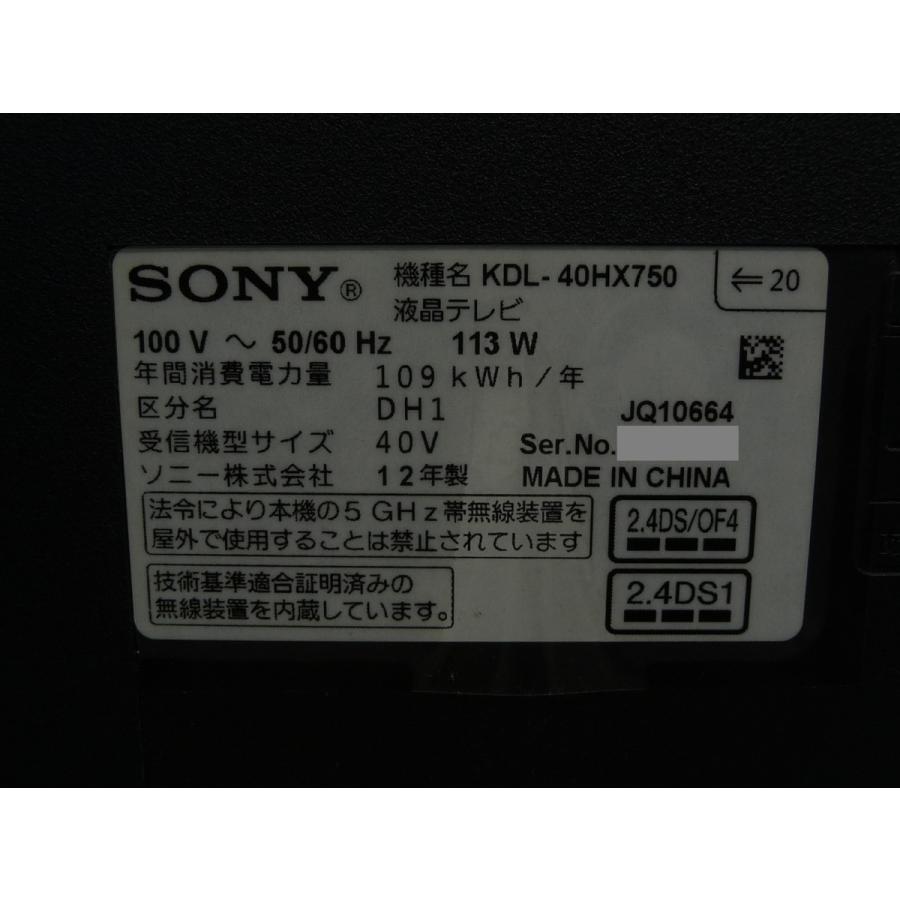 SONY® 機種名 KDL- 40HX750 ⇐20
液晶テレビ
100 V ～ 50/60 Hz 113 W
年間消費電力量 109 kWh/年
区分名 DH1 JQ10664
受信機型サイズ 40V Ser.No.
ソニー株式会社 12年製 MADE IN CHINA
法令により本機の5 GHz帯無線装置を
屋外で使用することは禁止されています
2.4DS/OF4
技術基準適合証明済みの
無線装置を内蔵しています。
2.4DS1